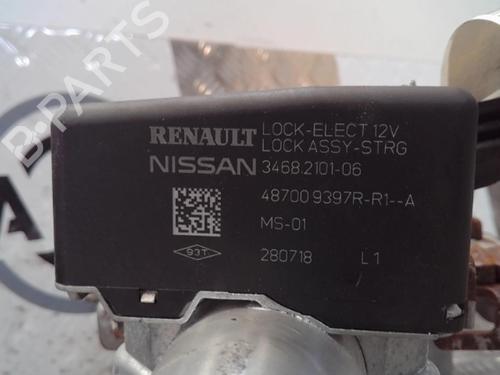 B-PARTS
RENAULT LOCK-ELECT 12V
LOCK ASSY-STRG
NISSAN 3468.2101-06
48700 9397R-R1--A
MS-01
93T
280718 L1